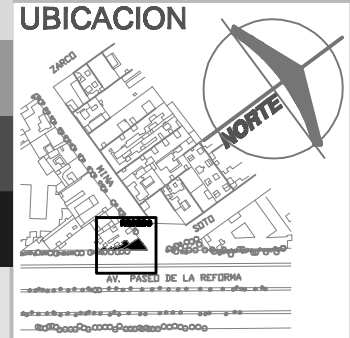 UBICACION
ZARCO
NORTE
MINA
SOTO
AV. PASEO DE LA REFORMA